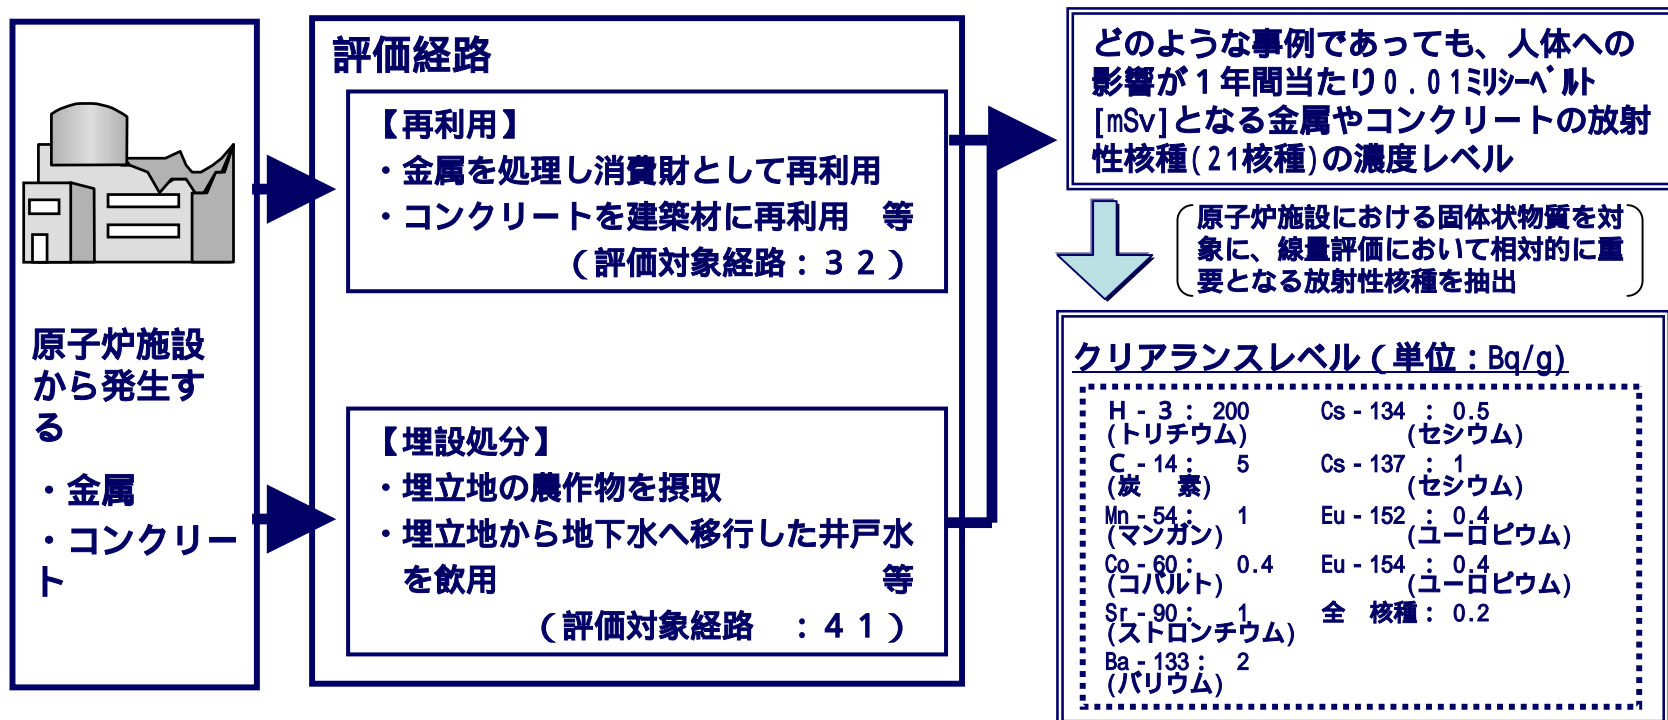 原子炉施設
から発生す
る
・金属
・コンクリー
ト
評価経路
【再利用】
・金属を処理し消費財として再利用
・コンクリートを建築材に再利用　等
（評価対象経路：３２）
【埋設処分】
・埋立地の農作物を摂取
・埋立地から地下水へ移行した井戸水
を飲用　等
（評価対象経路　：４１）
どのような事例であっても、人体への
影響が１年間当たり0.01ミリシーベルト
[mSv]となる金属やコンクリートの放射
性核種(21核種)の濃度レベル
原子炉施設における固体状物質を対
象に、線量評価において相対的に重
要となる放射性核種を抽出
クリアランスレベル（単位：Bq/g)
H - 3： 200
(トリチウム)
C - 14： 5
(炭　素)
Mn - 54： 1
(マンガン)
Co - 60： 0.4
(コバルト)
Sr - 90： 1
(ストロンチウム)
Ba - 133： 2
(バリウム)
Cs - 134 ： 0.5
(セシウム)
Cs - 137 ： 1
(セシウム)
Eu - 152 ： 0.4
(ユーロピウム)
Eu - 154 ： 0.4
(ユーロピウム)
全　核種： 0.2